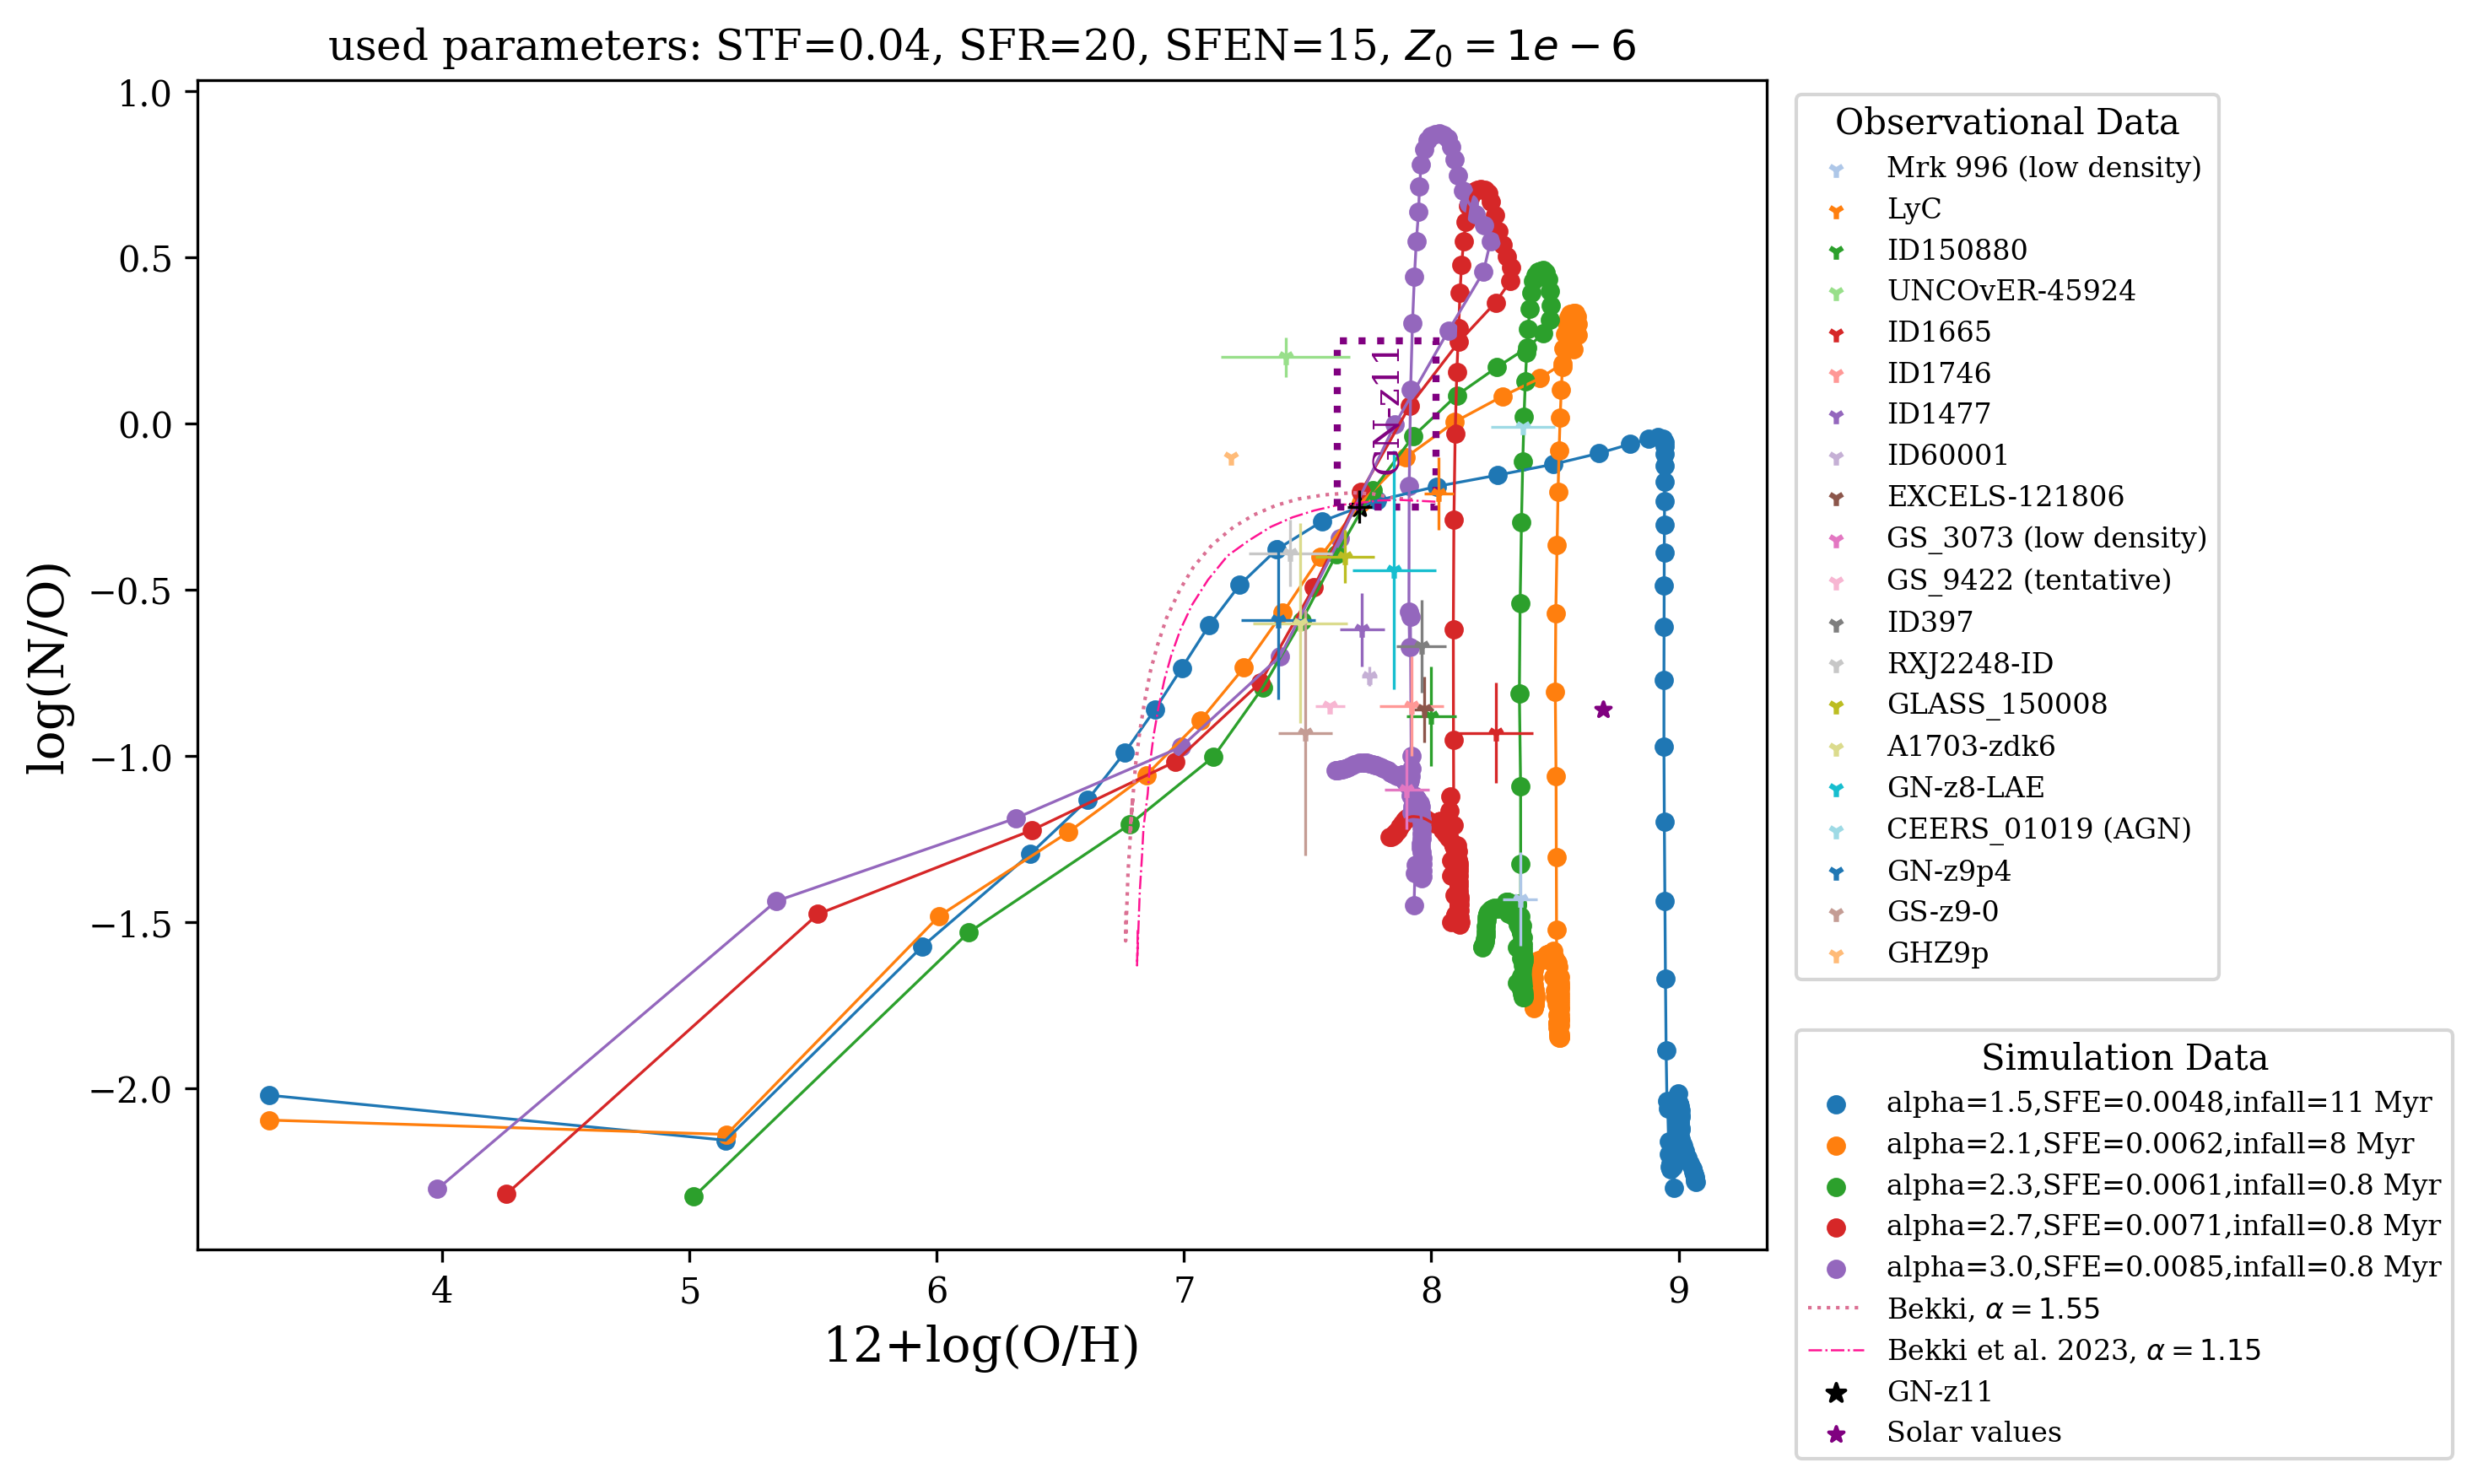 used parameters: STF=0.04, SFR=20, SFEN=15, Z₀ = 1e − 6
1.0
0.5
0.0
−0.5
−1.0
−1.5
−2.0
log(N/O)
GN-z11
4 5 6 7 8 9
12+log(O/H)
Observational Data
Mrk 996 (low density)
LyC
ID150880
UNCOvER-45924
ID1665
ID1746
ID1477
ID60001
EXCELS-121806
GS_3073 (low density)
GS_9422 (tentative)
ID397
RXJ2248-ID
GLASS_150008
A1703-zdk6
GN-z8-LAE
CEERS_01019 (AGN)
GN-z9p4
GS-z9-0
GHZ9p
Simulation Data
alpha=1.5,SFE=0.0048,infall=11 Myr
alpha=2.1,SFE=0.0062,infall=8 Myr
alpha=2.3,SFE=0.0061,infall=0.8 Myr
alpha=2.7,SFE=0.0071,infall=0.8 Myr
alpha=3.0,SFE=0.0085,infall=0.8 Myr
Bekki, α = 1.55
Bekki et al. 2023, α = 1.15
GN-z11
Solar values